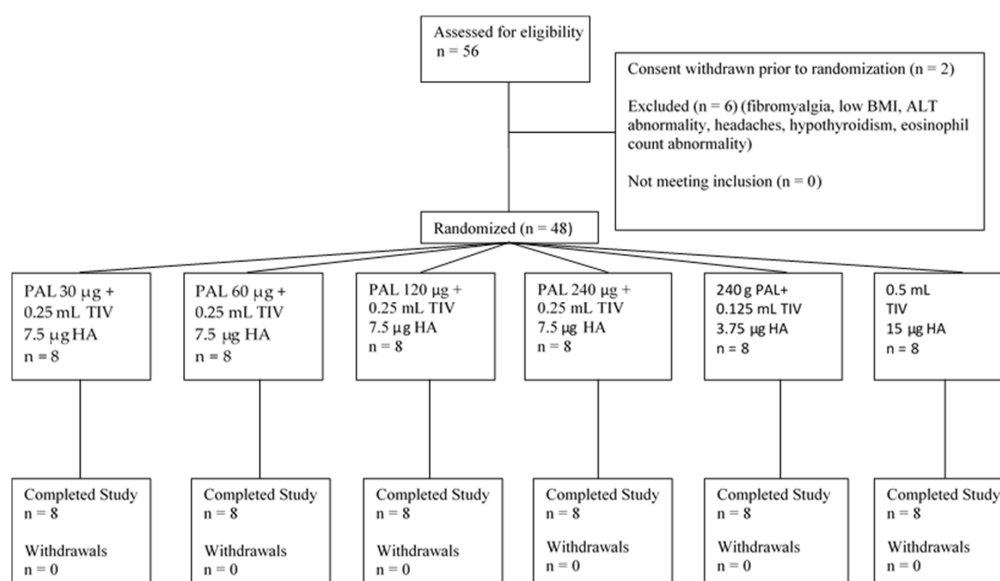 Assessed for eligibility
n = 56
Consent withdrawn prior to randomization (n = 2)
Excluded (n = 6) (fibromyalgia, low BMI, ALT
abnormality, headaches, hypothyroidism, eosinophil
count abnormality)
Not meeting inclusion (n = 0)
Randomized (n = 48)
PAL 30 µg +
0.25 mL TIV
7.5 µg HA
n = 8
PAL 60 µg +
0.25 mL TIV
7.5 µg HA
n = 8
PAL 120 µg +
0.25 mL TIV
7.5 µg HA
n = 8
PAL 240 µg +
0.25 mL TIV
7.5 µg HA
n = 8
240 g PAL+
0.125 mL TIV
3.75 µg HA
n = 8
0.5 mL
TIV
15 µg HA
n = 8
Completed Study
n = 8
Withdrawals
n = 0
Completed Study
n = 8
Withdrawals
n = 0
Completed Study
n = 8
Withdrawals
n = 0
Completed Study
n = 8
Withdrawals
n = 0
Completed Study
n = 8
Withdrawals
n = 0
Completed Study
n = 8
Withdrawals
n = 0